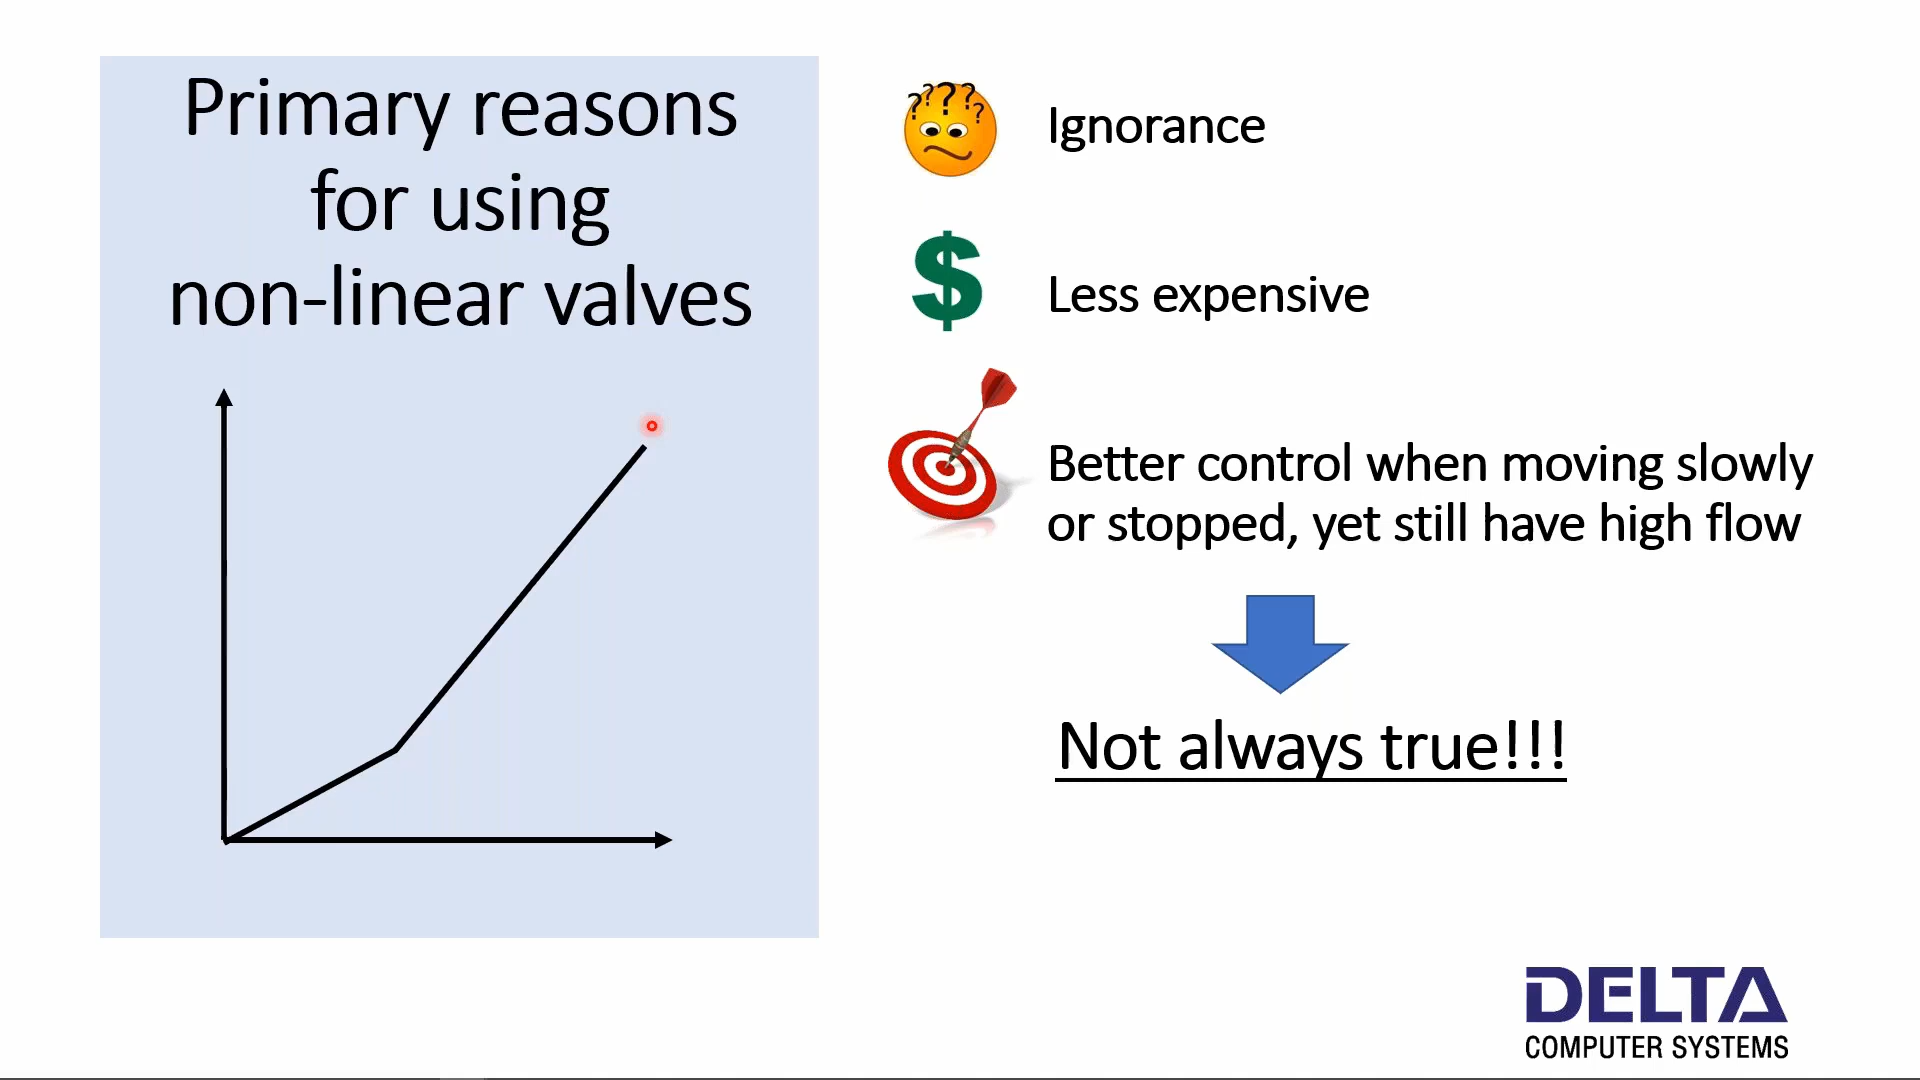 Primary reasons
for using
non-linear valves
Ignorance
Less expensive
Better control when moving slowly
or stopped, yet still have high flow
Not always true!!!
DELTA
COMPUTER SYSTEMS